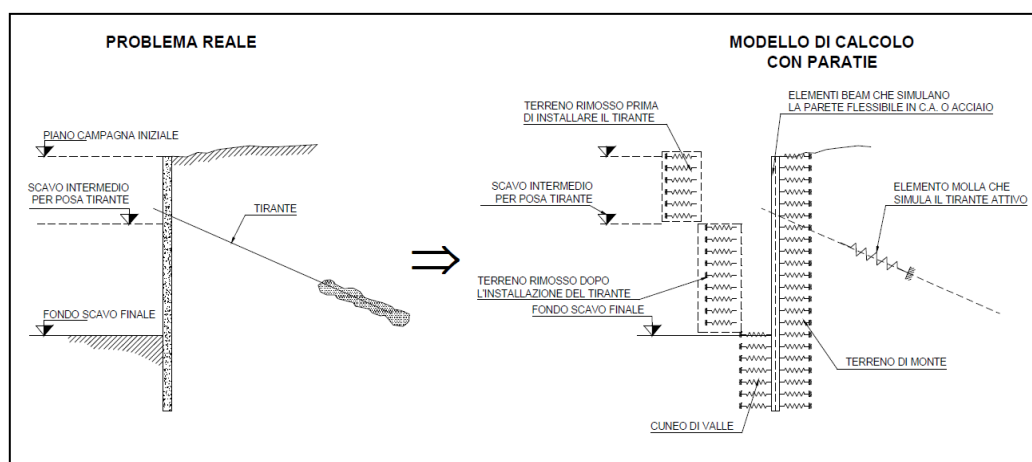 PROBLEMA REALE
PIANO CAMPAGNA INIZIALE
SCAVO INTERMEDIO
PER POSA TIRANTE
TIRANTE
FONDO SCAVO FINALE
MODELLO DI CALCOLO
CON PARATIE
TERRENO RIMOSSO PRIMA
DI INSTALLARE IL TIRANTE
ELEMENTI BEAM CHE SIMULANO
LA PARETE FLESSIBILE IN C.A. O ACCIAIO
SCAVO INTERMEDIO
PER POSA TIRANTE
ELEMENTO MOLLA CHE
SIMULA IL TIRANTE ATTIVO
TERRENO RIMOSSO DOPO
L'INSTALLAZIONE DEL TIRANTE
FONDO SCAVO FINALE
TERRENO DI MONTE
CUNEO DI VALLE